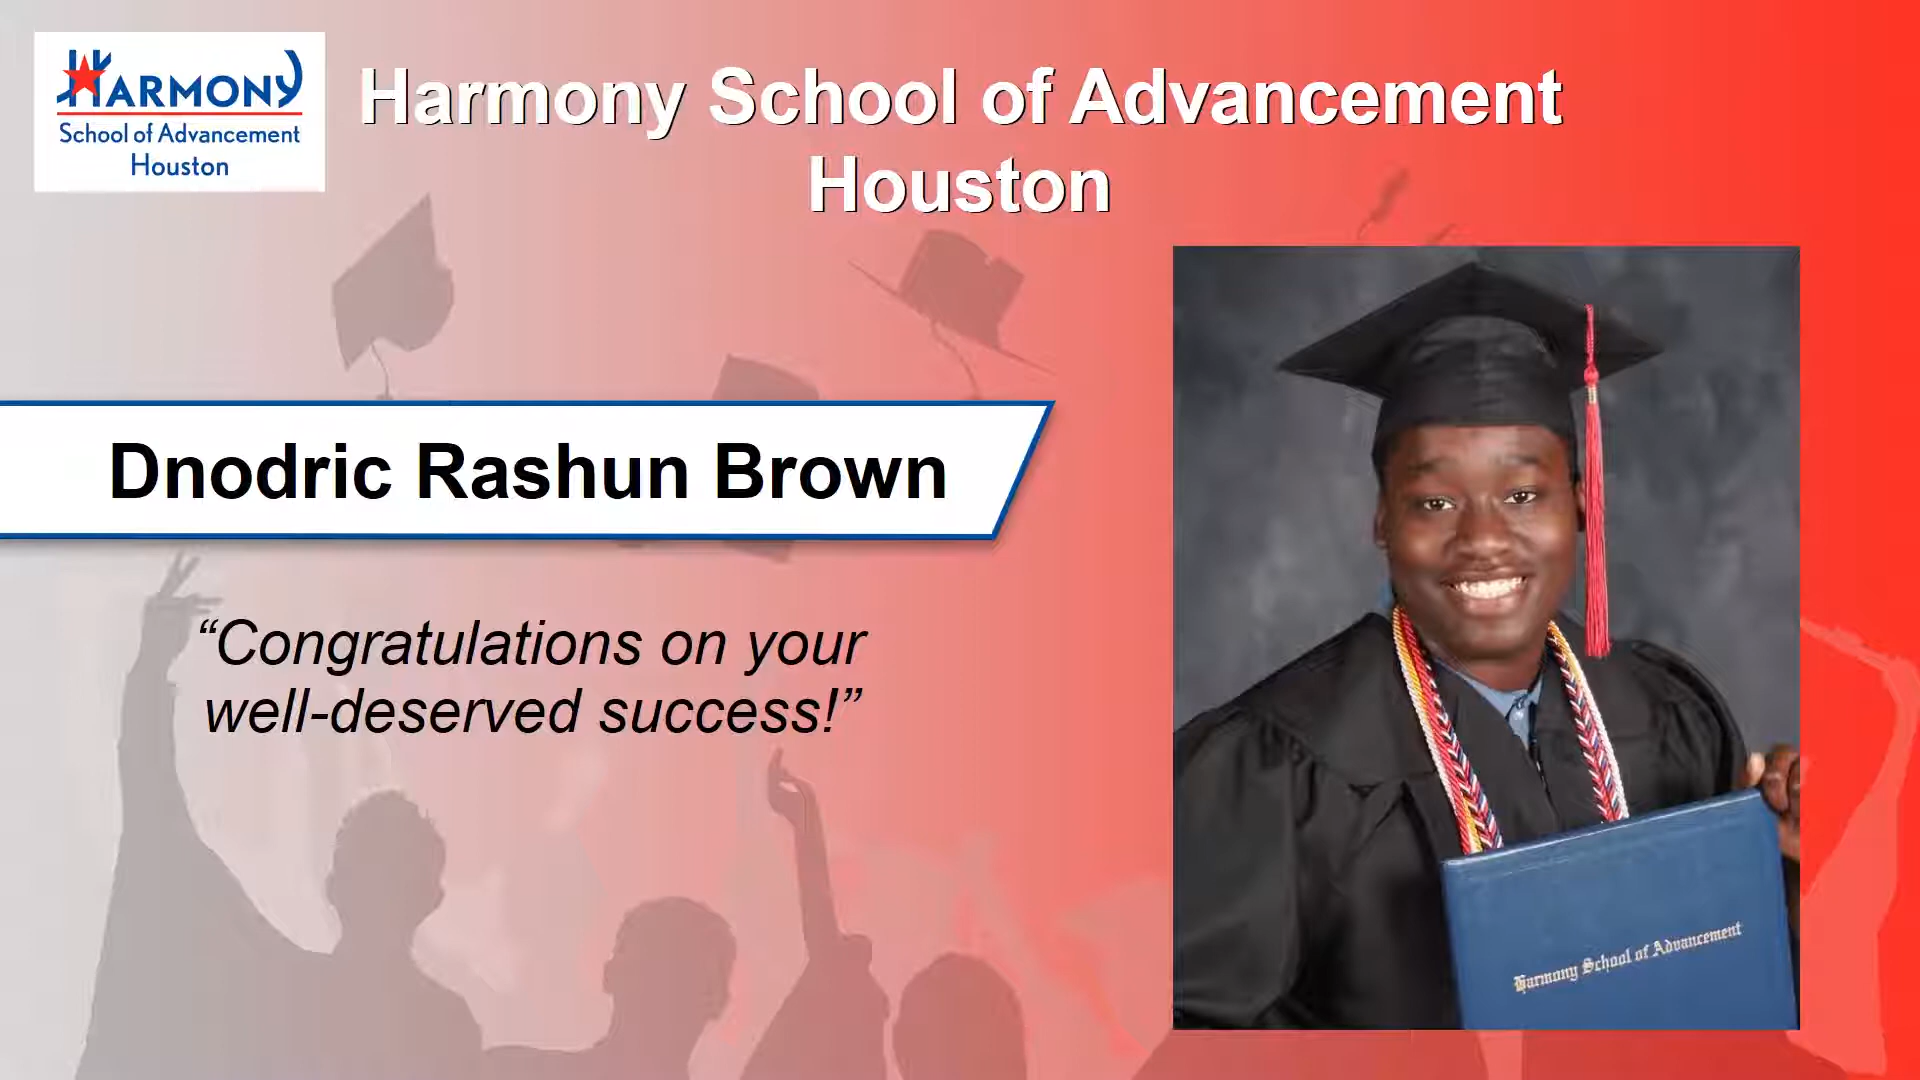 HARMONY
School of Advancement
Houston
Harmony School of Advancement
Houston
Dnodric Rashun Brown
“Congratulations on your
well-deserved success!”
Harmony School of Advancement